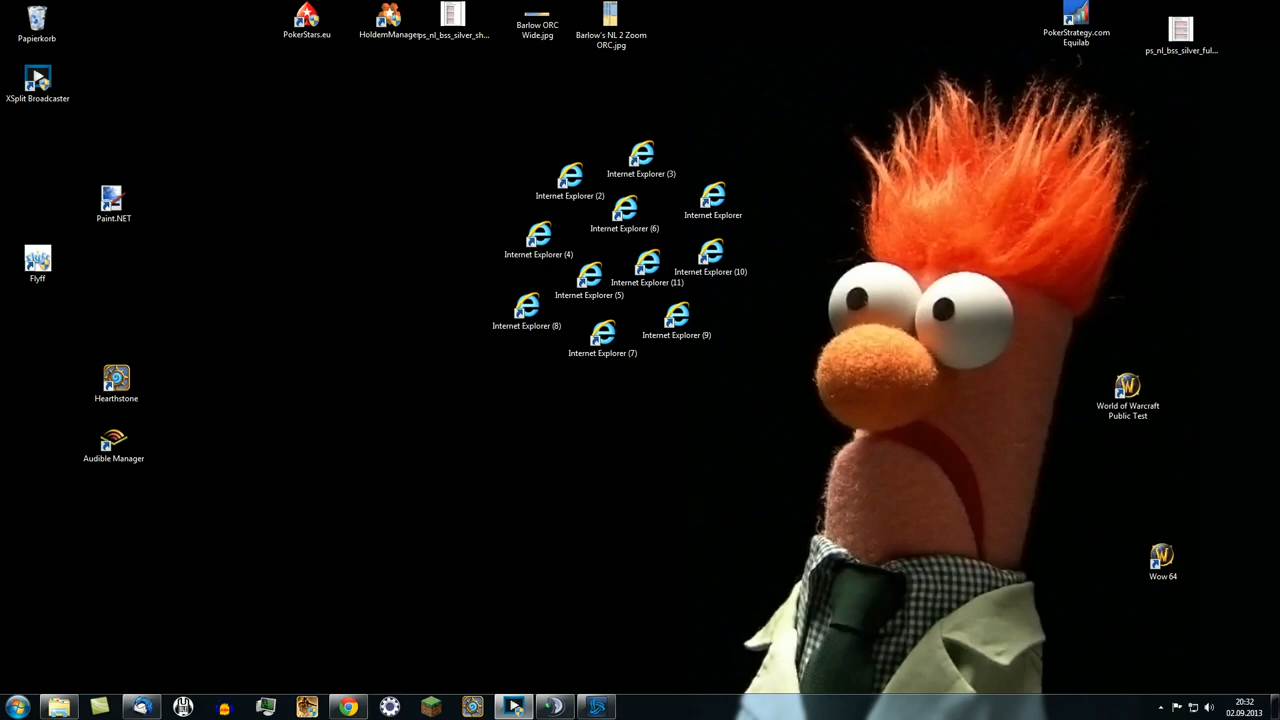 Papierkorb
PokerStars.eu
HoldemManager
ps_nl_bss_silver_sh...
Barlow ORC
Wide.jpg
Barlow's NL 2 Zoom
ORC.jpg
PokerStrategy.com
Equilab
ps_nl_bss_silver_ful...
XSplit Broadcaster
Internet Explorer (3)
Internet Explorer (2)
Paint.NET
Internet Explorer
Internet Explorer (6)
Internet Explorer (4)
Flyff
Internet Explorer (10)
Internet Explorer (11)
Internet Explorer (5)
Internet Explorer (8)
Internet Explorer (9)
Internet Explorer (7)
Hearthstone
World of Warcraft
Public Test
Audible Manager
Wow 64
20:32
02.09.2013